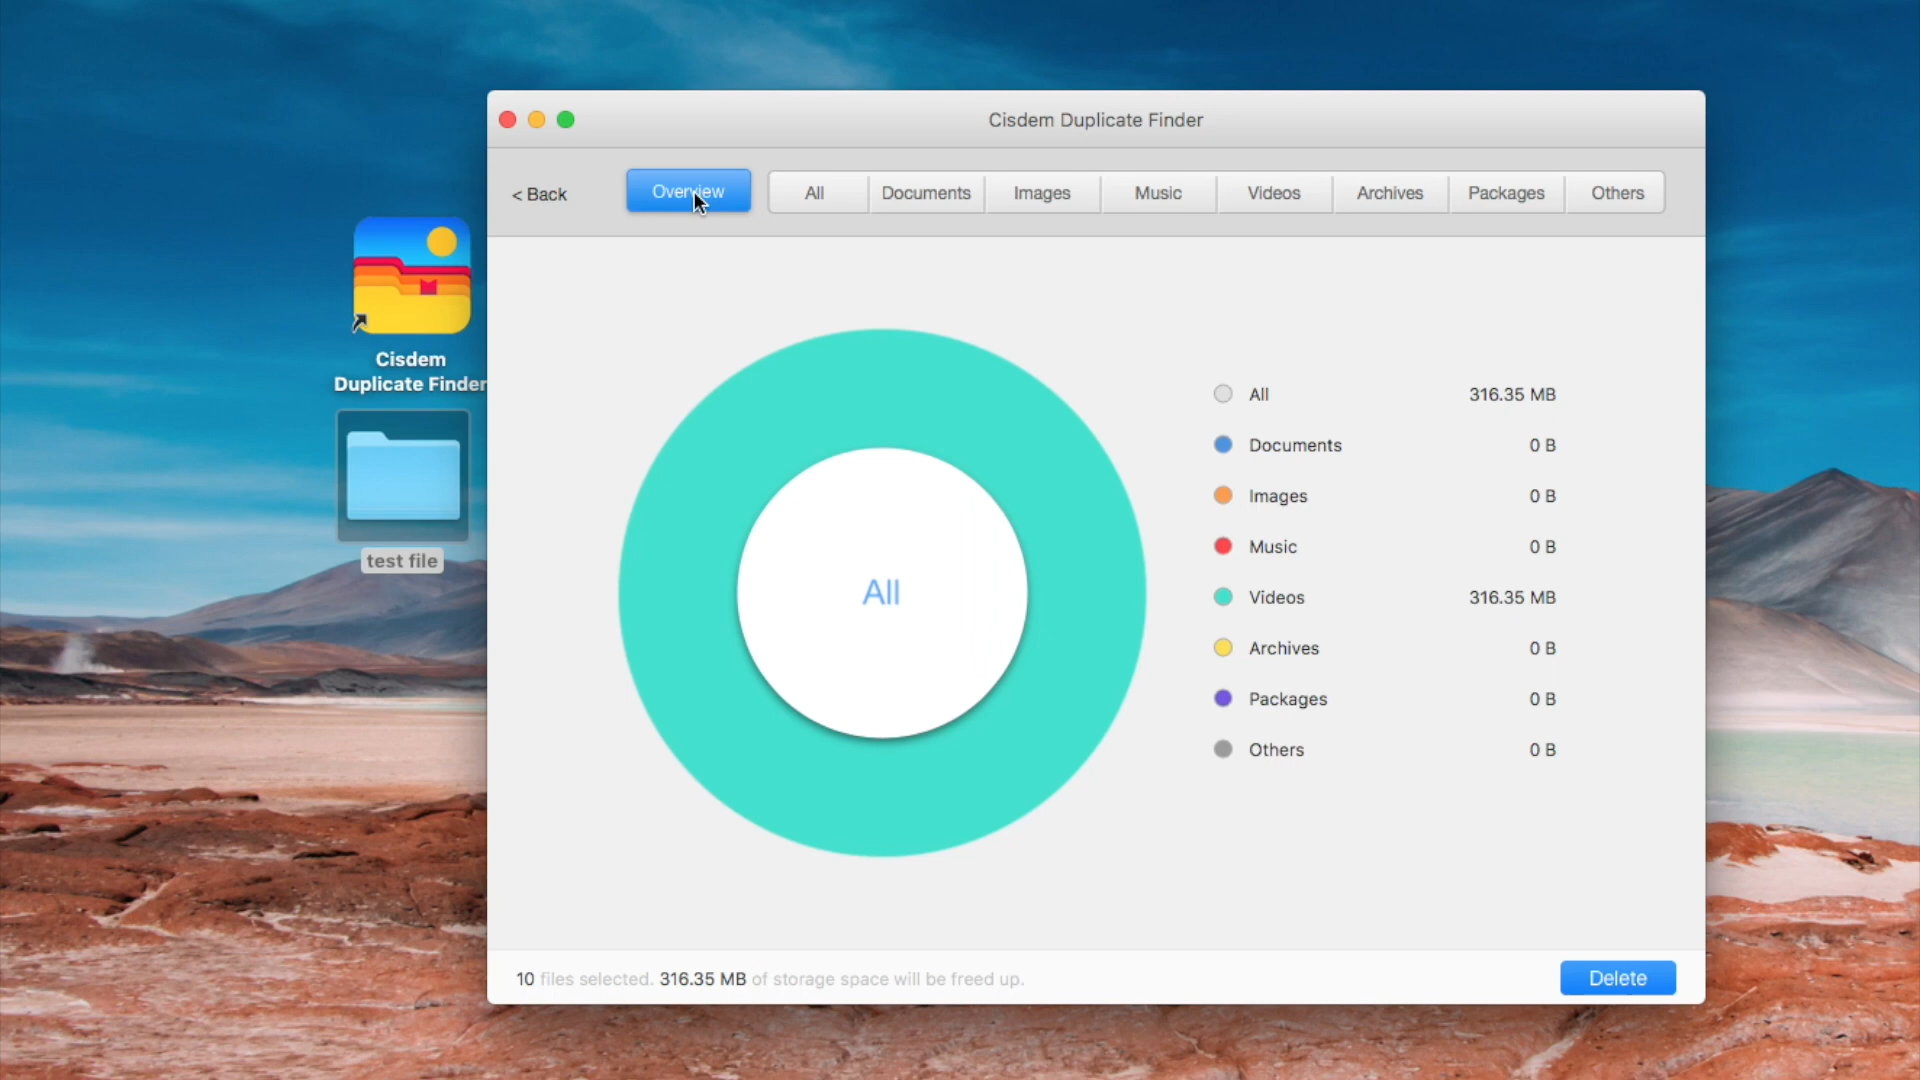 Cisdem Duplicate Finder
< Back
Overview
All
Documents
Images
Music
Videos
Archives
Packages
Others
Cisdem
Duplicate Finder
test file
All
All 316.35 MB
Documents 0 B
Images 0 B
Music 0 B
Videos 316.35 MB
Archives 0 B
Packages 0 B
Others 0 B
10 files selected. 316.35 MB of storage space will be freed up.
Delete